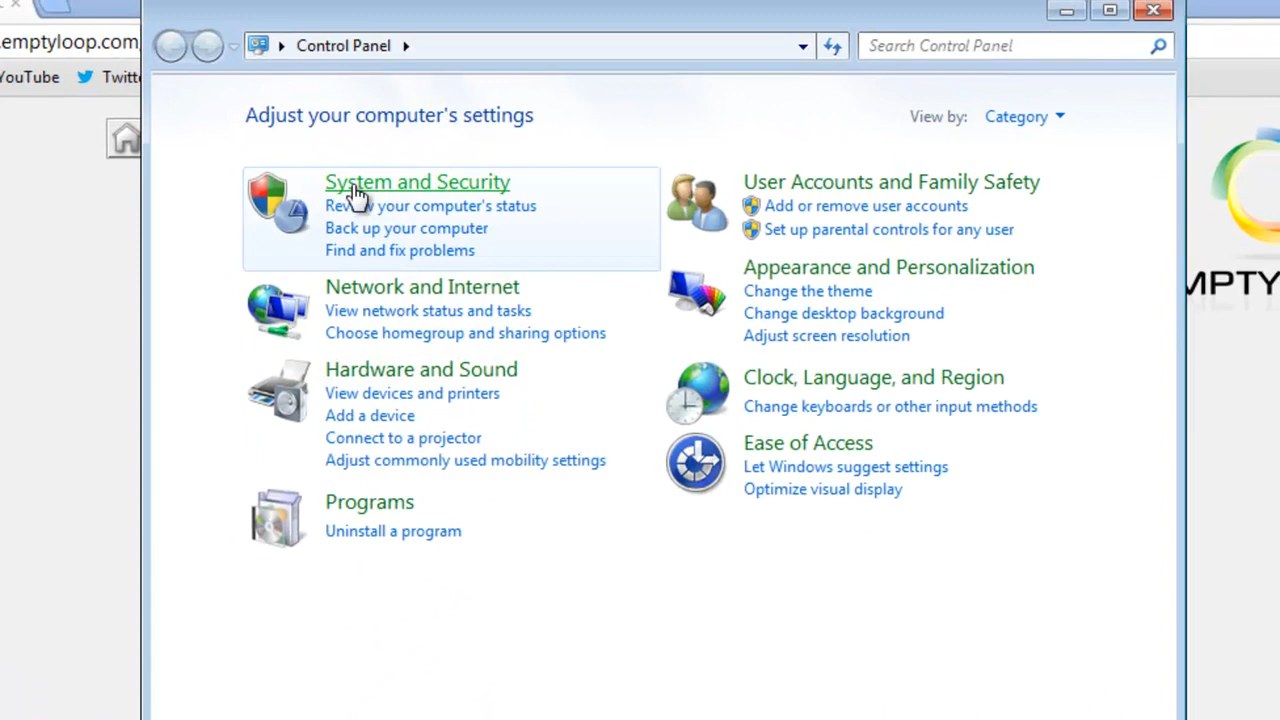 .emptyloop.com
YouTube
Twitt
Control Panel
Search Control Panel
Adjust your computer's settings
View by: Category
System and Security
Review your computer's status
Back up your computer
Find and fix problems
Network and Internet
View network status and tasks
Choose homegroup and sharing options
Hardware and Sound
View devices and printers
Add a device
Connect to a projector
Adjust commonly used mobility settings
Programs
Uninstall a program
User Accounts and Family Safety
Add or remove user accounts
Set up parental controls for any user
Appearance and Personalization
Change the theme
Change desktop background
Adjust screen resolution
Clock, Language, and Region
Change keyboards or other input methods
Ease of Access
Let Windows suggest settings
Optimize visual display
MPTY